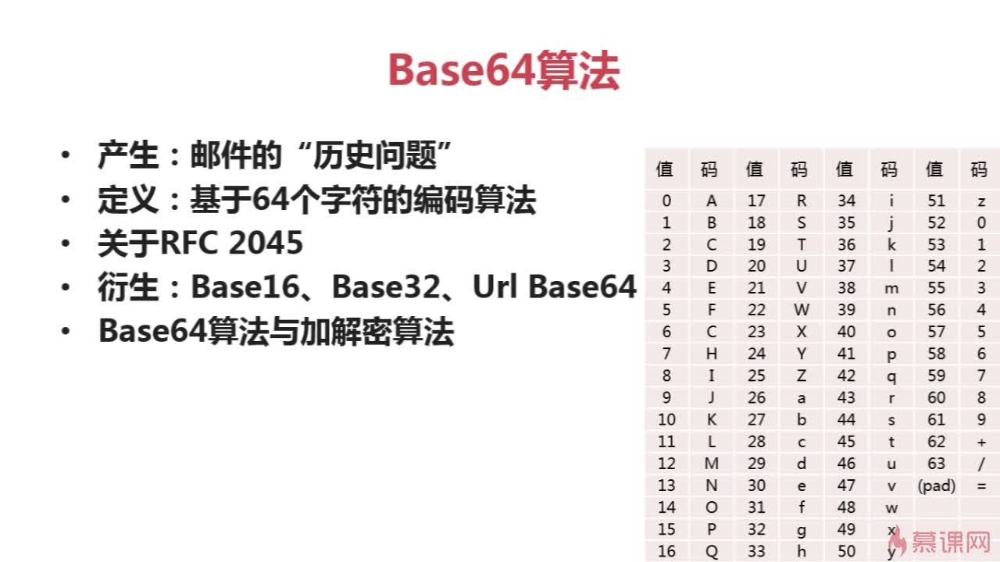 Base64算法
• 产生：邮件的“历史问题”
• 定义：基于64个字符的编码算法
• 关于RFC 2045
• 衍生：Base16、Base32、Url Base64
• Base64算法与加解密算法
值 码 值 码 值 码 值 码
0 A 17 R 34 i 51 z
1 B 18 S 35 j 52 0
2 C 19 T 36 k 53 1
3 D 20 U 37 l 54 2
4 E 21 V 38 m 55 3
5 F 22 W 39 n 56 4
6 C 23 X 40 o 57 5
7 H 24 Y 41 p 58 6
8 I 25 Z 42 q 59 7
9 J 26 a 43 r 60 8
10 K 27 b 44 s 61 9
11 L 28 c 45 t 62 +
12 M 29 d 46 u 63 /
13 N 30 e 47 v (pad) =
14 O 31 f 48 w
15 P 32 g 49 x
16 Q 33 h 50 y
慕课网